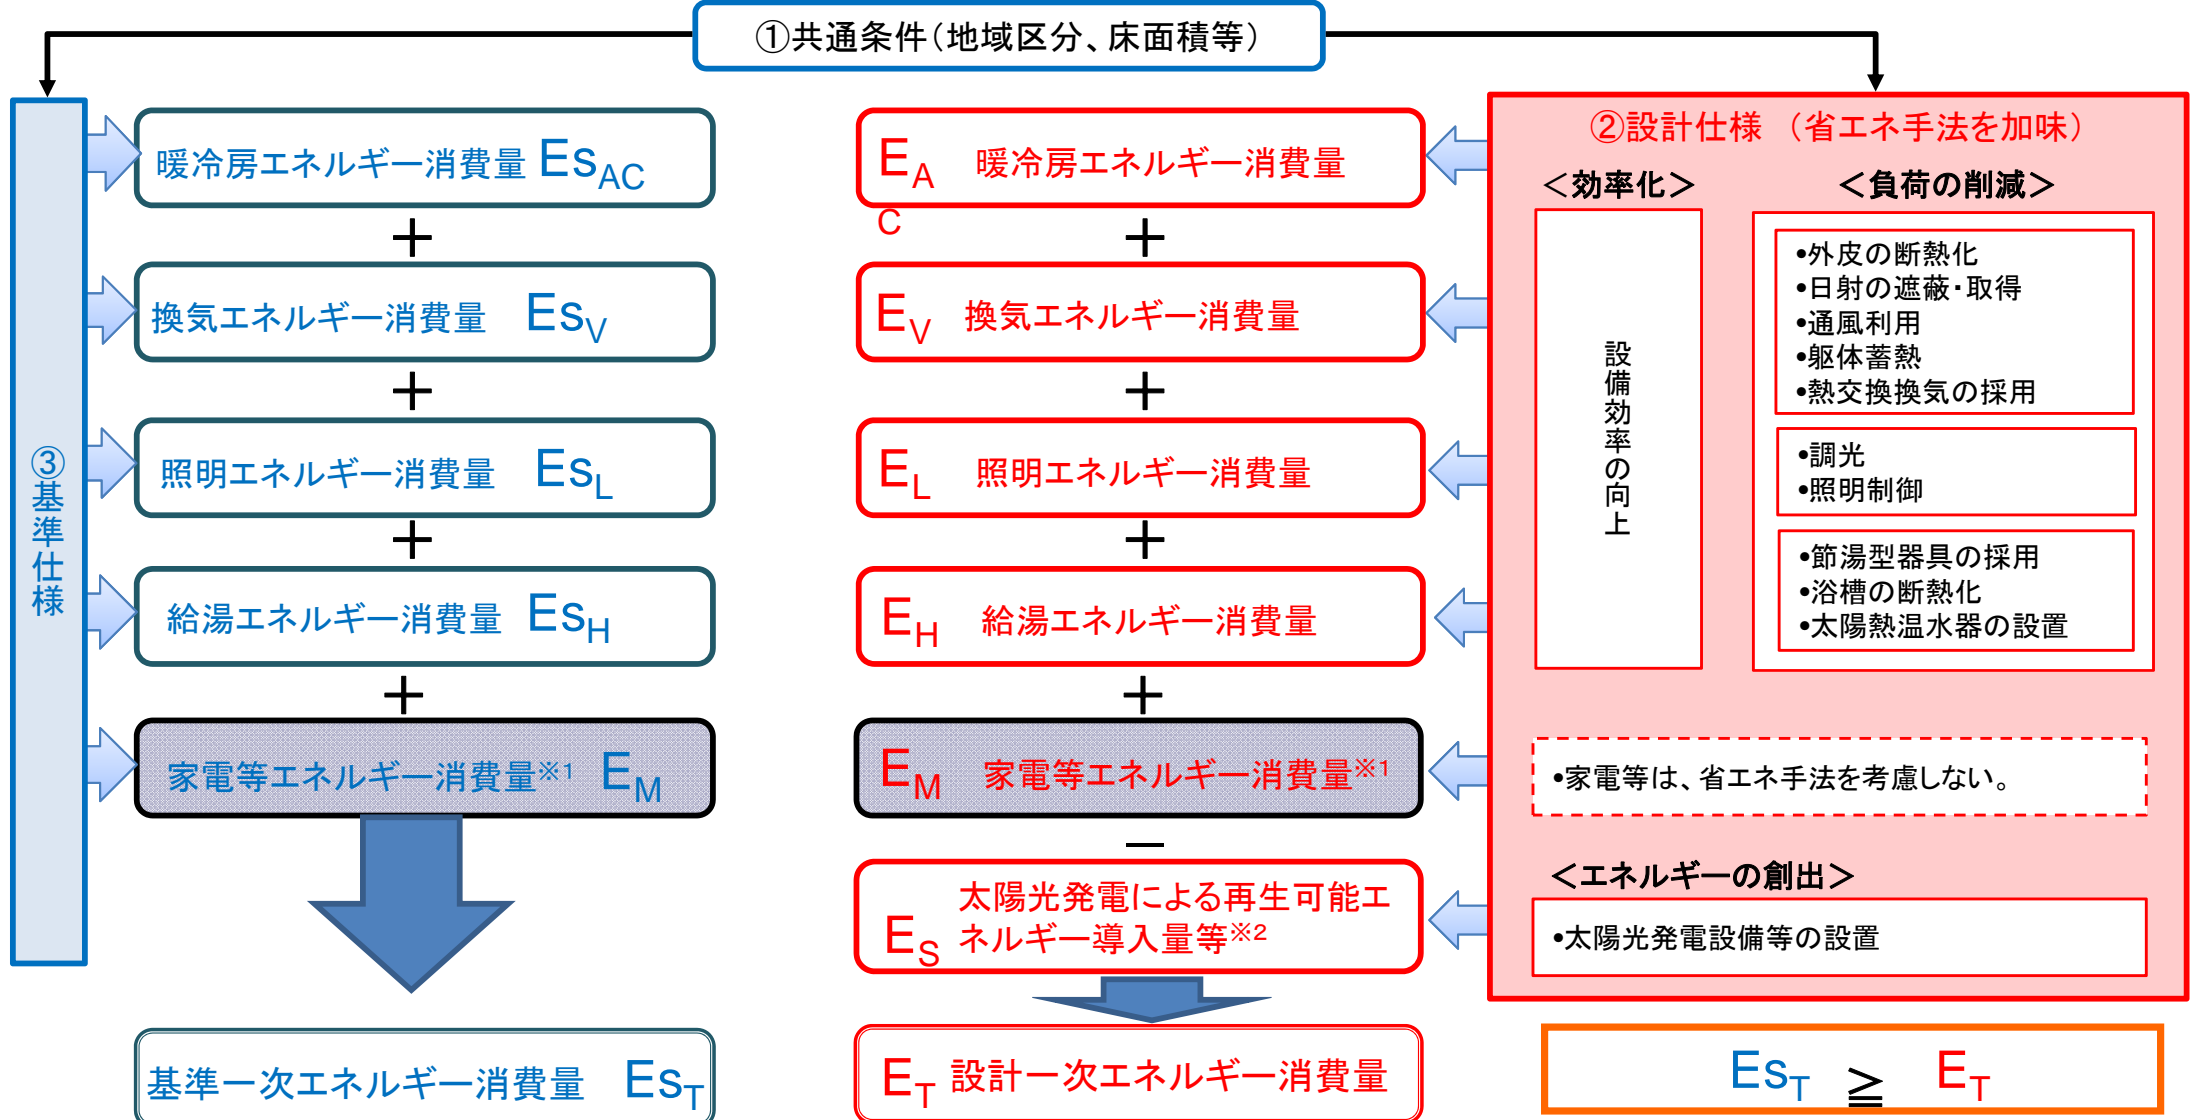 ①共通条件(地域区分、床面積等)
③基準仕様
暖冷房エネルギー消費量 EsAC
+
換気エネルギー消費量 EsV
+
照明エネルギー消費量 EsL
+
給湯エネルギー消費量 EsH
+
家電等エネルギー消費量※1 EM
基準一次エネルギー消費量 EsT
EAC 暖冷房エネルギー消費量
+
EV 換気エネルギー消費量
+
EL 照明エネルギー消費量
+
EH 給湯エネルギー消費量
+
EM 家電等エネルギー消費量※1
−
太陽光発電による再生可能エ
ES ネルギー導入量等※2
ET 設計一次エネルギー消費量
②設計仕様 (省エネ手法を加味)
<効率化>
設備効率の向上
<負荷の削減>
•外皮の断熱化
•日射の遮蔽・取得
•通風利用
•躯体蓄熱
•熱交換換気の採用
•調光
•照明制御
•節湯型器具の採用
•浴槽の断熱化
•太陽熱温水器の設置
•家電等は、省エネ手法を考慮しない。
<エネルギーの創出>
•太陽光発電設備等の設置
EsT ≧ ET